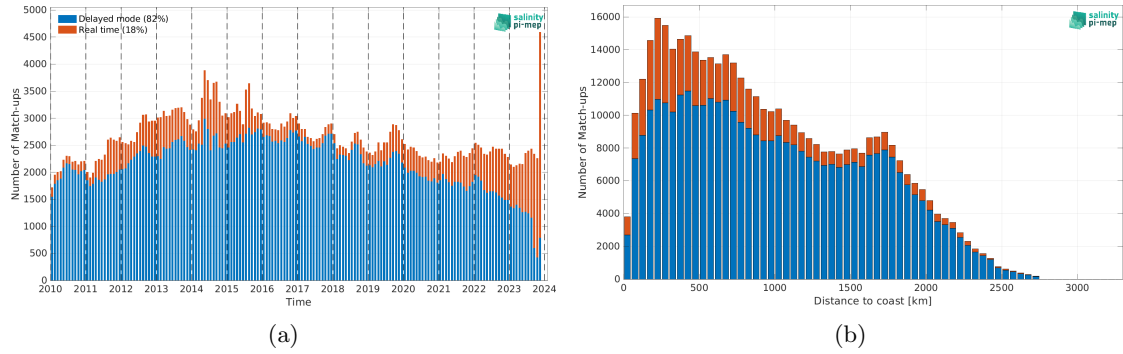 5000
4500
4000
3500
3000
2500
2000
1500
1000
500
0
Number of Match-ups
Delayed mode (82%)
Real time (18%)
salinity
pi-mep
2010 2011 2012 2013 2014 2015 2016 2017 2018 2019 2020 2021 2022 2023 2024
Time
(a)
16000
14000
12000
10000
8000
6000
4000
2000
0
Number of Match-ups
salinity
pi-mep
0 500 1000 1500 2000 2500 3000
Distance to coast [km]
(b)